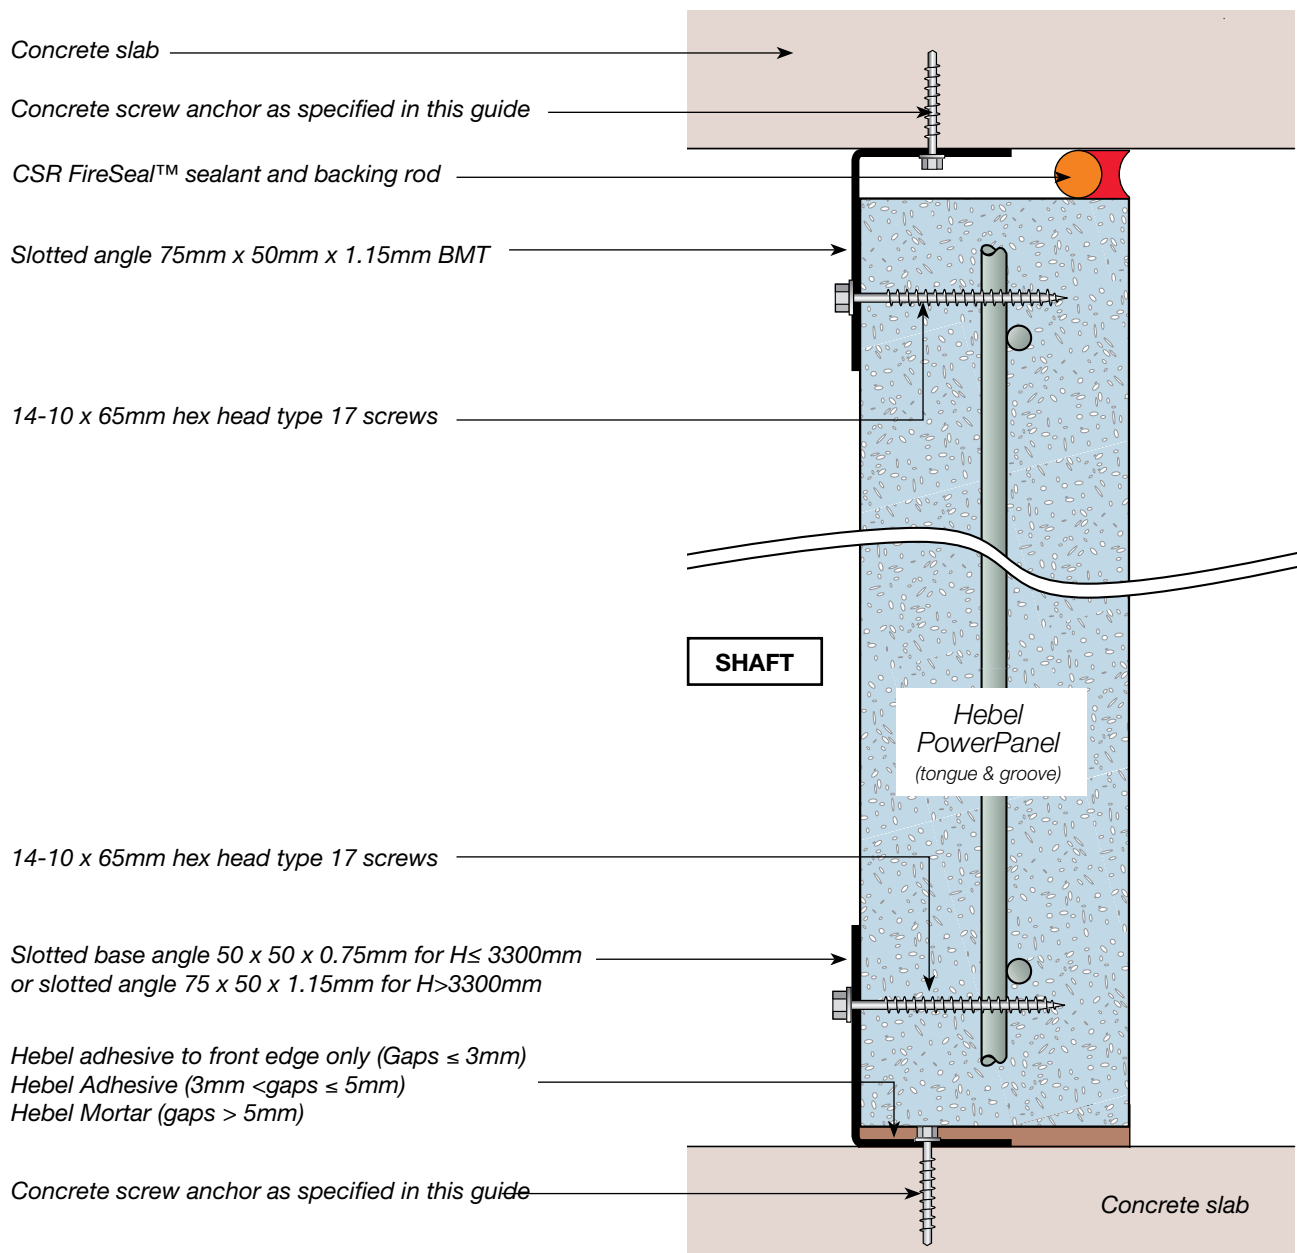 Concrete slab
Concrete screw anchor as specified in this guide
CSR FireSeal™ sealant and backing rod
Slotted angle 75mm x 50mm x 1.15mm BMT
14-10 x 65mm hex head type 17 screws
SHAFT
Hebel
PowerPanel
(tongue & groove)
14-10 x 65mm hex head type 17 screws
Slotted base angle 50 x 50 x 0.75mm for H≤ 3300mm
or slotted angle 75 x 50 x 1.15mm for H>3300mm
Hebel adhesive to front edge only (Gaps ≤ 3mm)
Hebel Adhesive (3mm <gaps ≤ 5mm)
Hebel Mortar (gaps > 5mm)
Concrete screw anchor as specified in this guide
Concrete slab